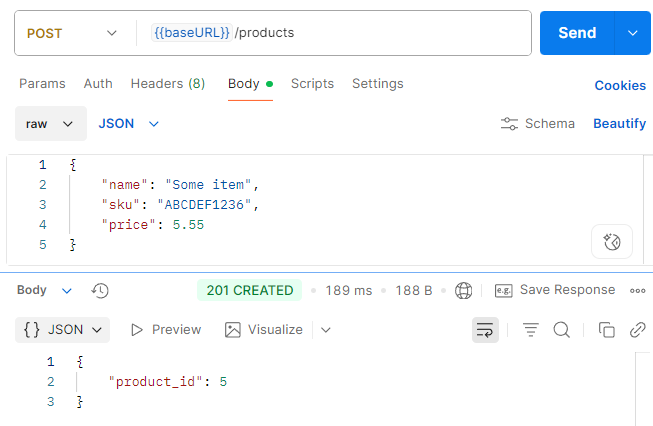 POST {{baseURL}}/products Send
Params Auth Headers (8) Body Scripts Settings Cookies
raw JSON Schema Beautify
1 {
2 "name": "Some item",
3 "sku": "ABCDEF1236",
4 "price": 5.55
5 }
Body 201 CREATED 189 ms 188 B e.g. Save Response
{} JSON Preview Visualize
1 {
2 "product_id": 5
3 }